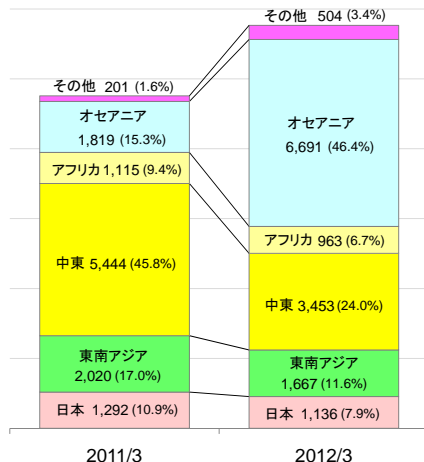 その他 201 (1.6%)
オセアニア
1,819 (15.3%)
アフリカ 1,115 (9.4%)
中東 5,444 (45.8%)
東南アジア
2,020 (17.0%)
日本 1,292 (10.9%)
2011/3
その他 504 (3.4%)
オセアニア
6,691 (46.4%)
アフリカ 963 (6.7%)
中東 3,453 (24.0%)
東南アジア
1,667 (11.6%)
日本 1,136 (7.9%)
2012/3